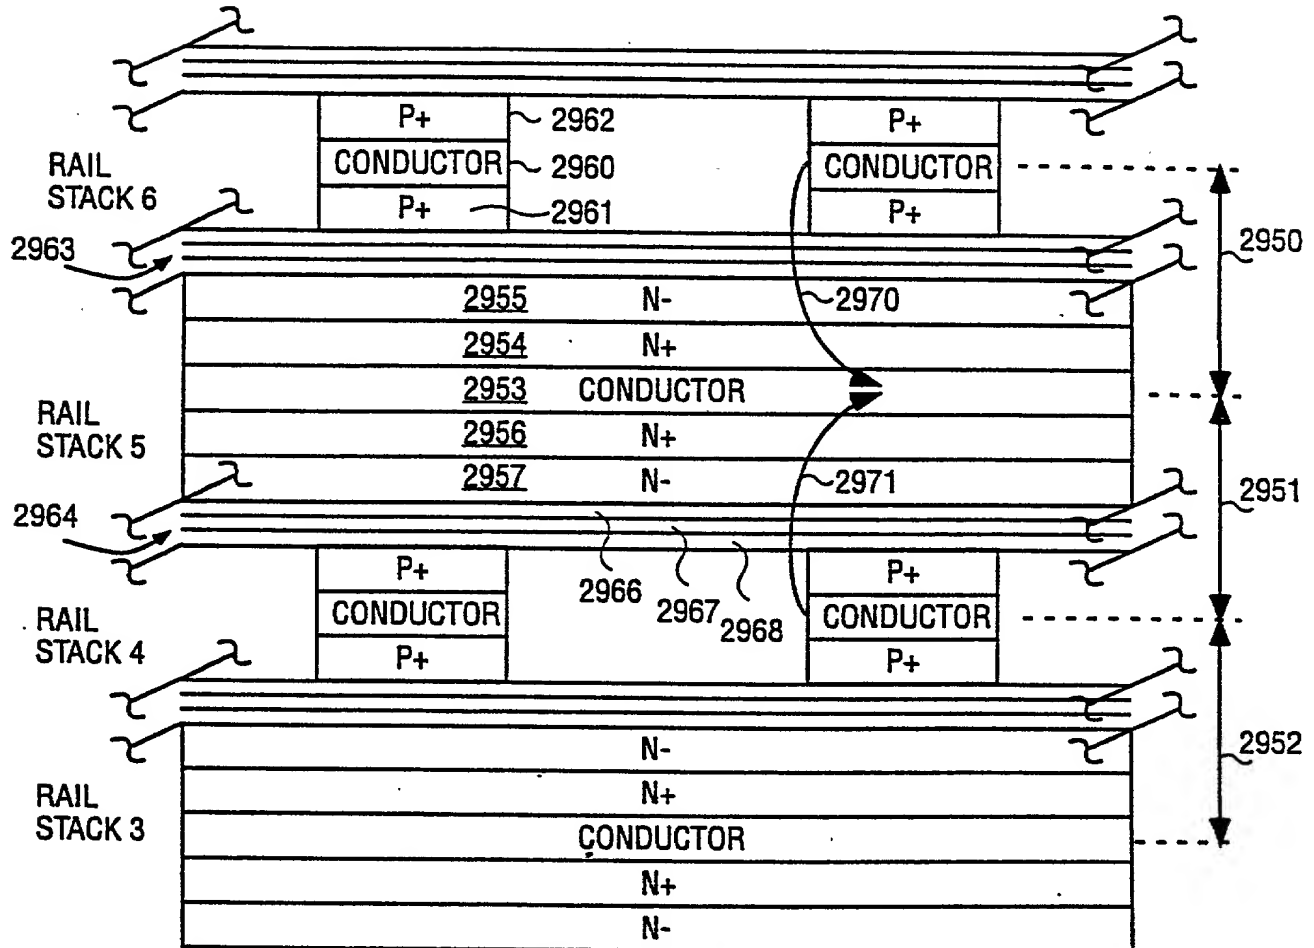 P+ 2962 P+
RAIL
STACK 6
CONDUCTOR 2960 CONDUCTOR
P+ 2961 P+
2963
2950
2955 N- 2970
2954 N+
2953 CONDUCTOR
RAIL
STACK 5
2956 N+
2957 N- 2971
2951
2964
P+ 2966 2967 2968 P+
RAIL
STACK 4
CONDUCTOR CONDUCTOR
P+ P+
2952
N-
RAIL
STACK 3
N+
CONDUCTOR
N+
N-